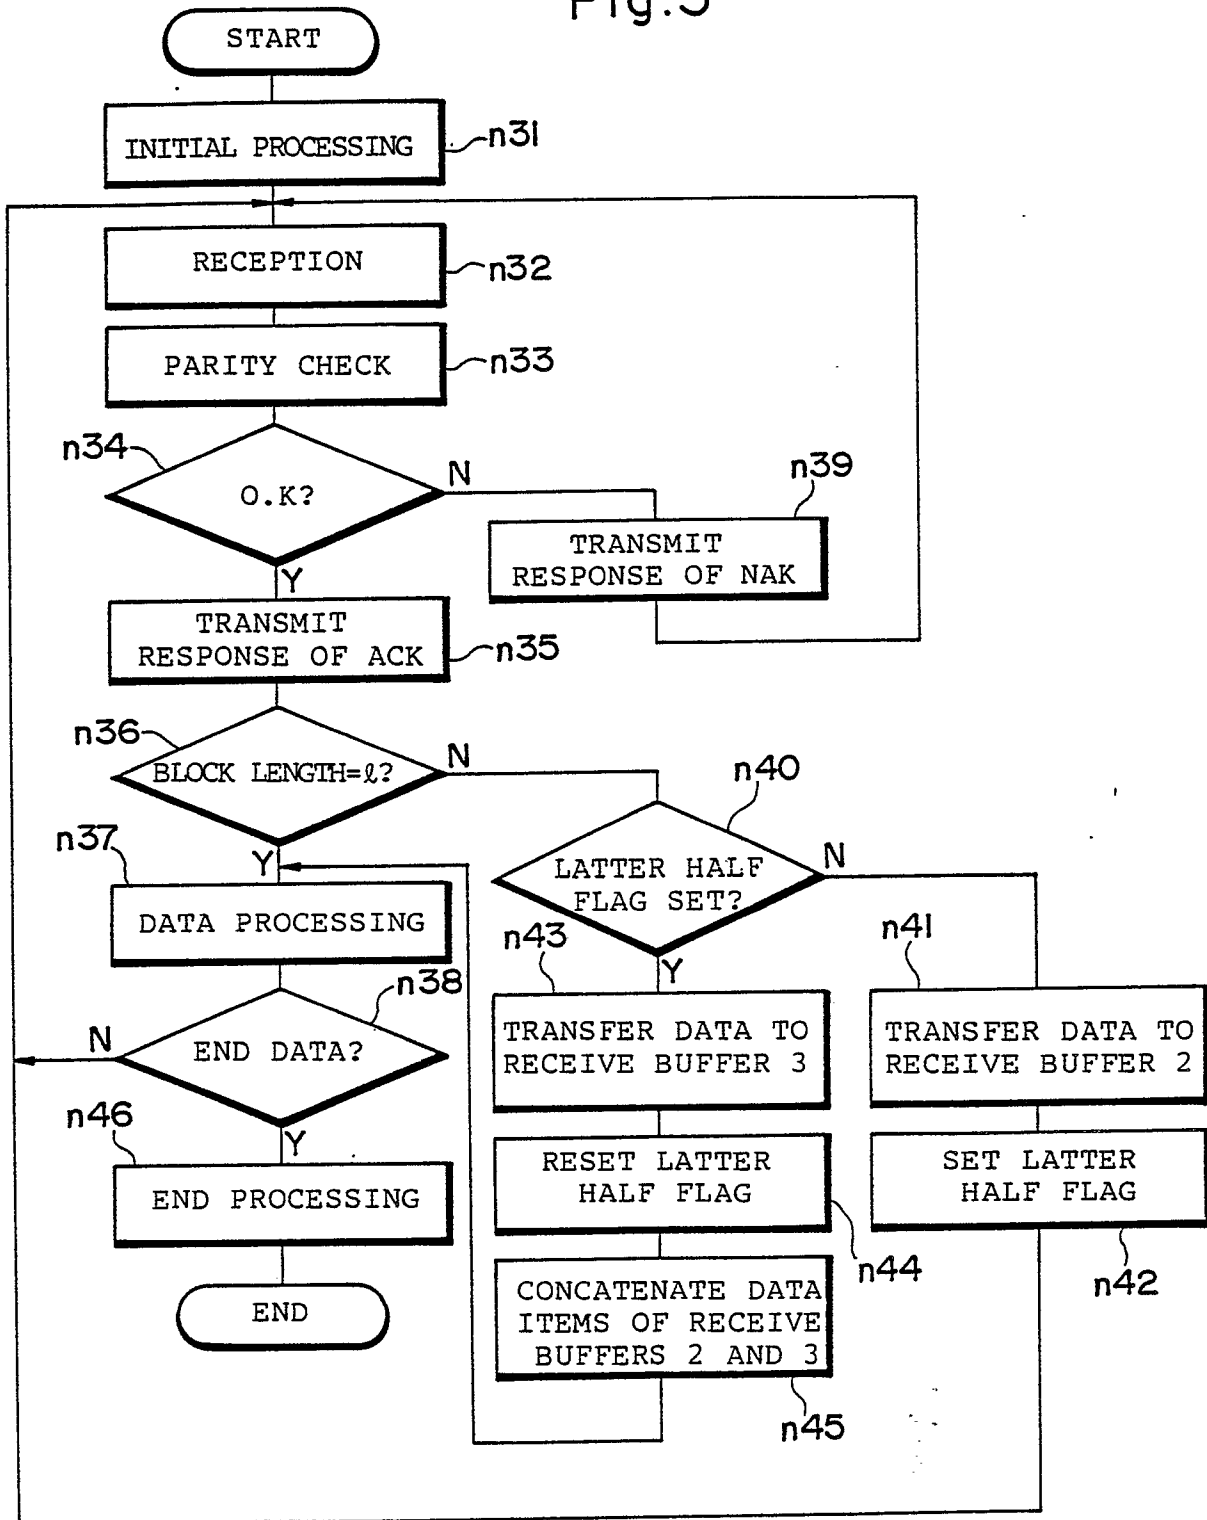 Fig.5
START
INITIAL PROCESSING
n31
RECEPTION
n32
PARITY CHECK
n33
n34
O.K?
N
Y
n39
TRANSMIT
RESPONSE OF NAK
TRANSMIT
RESPONSE OF ACK
n35
n36
BLOCK LENGTH=ℓ?
N
Y
n40
LATTER HALF
FLAG SET?
N
Y
n37
DATA PROCESSING
n38
END DATA?
N
Y
n43
TRANSFER DATA TO
RECEIVE BUFFER 3
n41
TRANSFER DATA TO
RECEIVE BUFFER 2
n46
END PROCESSING
RESET LATTER
HALF FLAG
n44
SET LATTER
HALF FLAG
n42
END
CONCATENATE DATA
ITEMS OF RECEIVE
BUFFERS 2 AND 3
n45